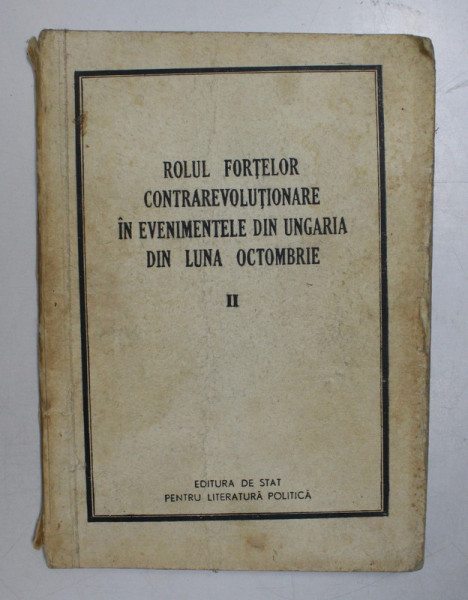 ROLUL FORȚELOR
CONTRAREVOLUȚIONARE
ÎN EVENIMENTELE DIN UNGARIA
DIN LUNA OCTOMBRIE
II
EDITURA DE STAT
PENTRU LITERATURĂ POLITICĂ